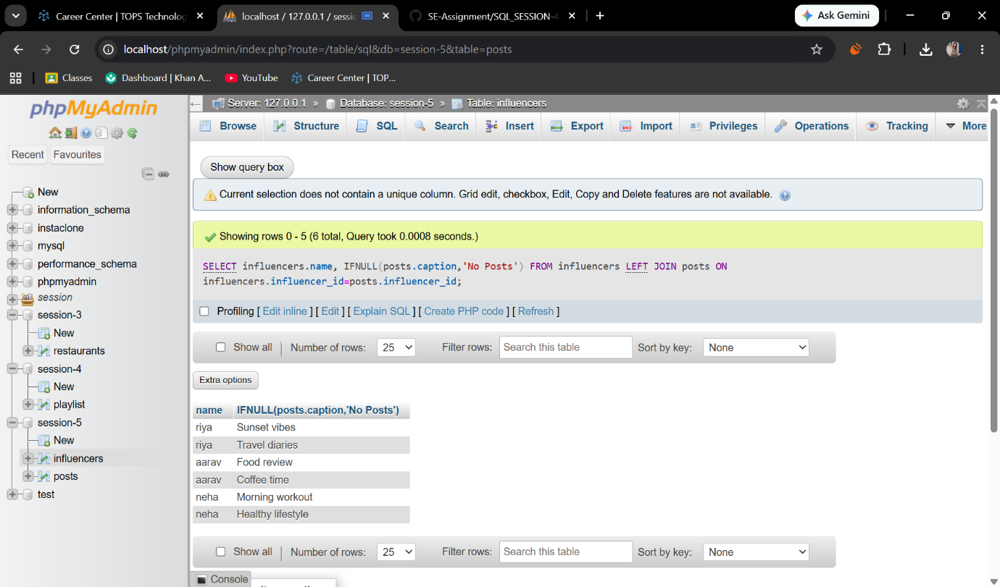 Career Center | TOPS Technolog
localhost / 127.0.0.1 / sessio
SE-Assignment/SQL_SESSION-4
Ask Gemini
localhost/phpmyadmin/index.php?route=/table/sql&db=session-5&table=posts
Classes
Dashboard | Khan A...
YouTube
Career Center | TOP...
phpMyAdmin
Recent
Favourites
New
information_schema
instaclone
mysql
performance_schema
phpmyadmin
session
session-3
New
restaurants
session-4
New
playlist
session-5
New
influencers
posts
test
Server: 127.0.0.1 » Database: session-5 » Table: influencers
Browse Structure SQL Search Insert Export Import Privileges Operations Tracking More
Show query box
Current selection does not contain a unique column. Grid edit, checkbox, Edit, Copy and Delete features are not available.
Showing rows 0 - 5 (6 total, Query took 0.0008 seconds.)
SELECT influencers.name, IFNULL(posts.caption,'No Posts') FROM influencers LEFT JOIN posts ON
influencers.influencer_id=posts.influencer_id;
Profiling [ Edit inline ] [ Edit ] [ Explain SQL ] [ Create PHP code ] [ Refresh ]
Show all | Number of rows: 25 Filter rows: Search this table Sort by key: None
Extra options
name IFNULL(posts.caption,'No Posts')
riya Sunset vibes
riya Travel diaries
aarav Food review
aarav Coffee time
neha Morning workout
neha Healthy lifestyle
Show all | Number of rows: 25 Filter rows: Search this table Sort by key: None
Console